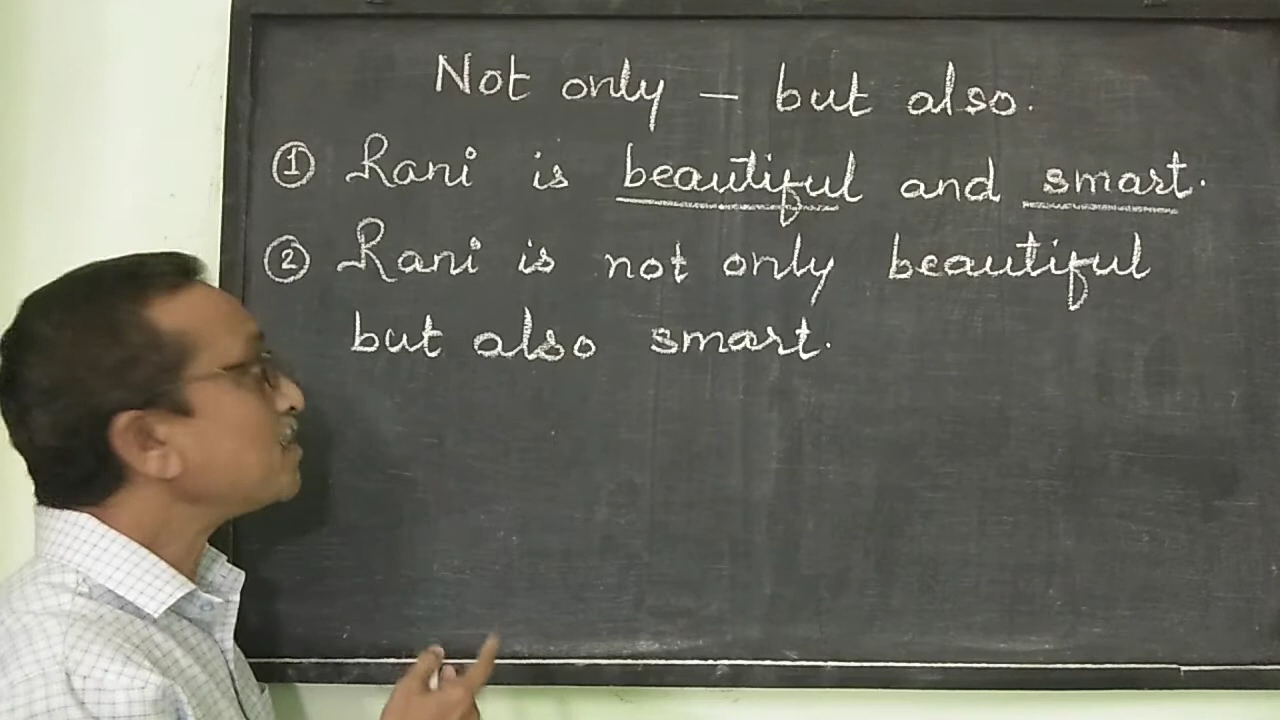 Not only – but also.
① Rani is beautiful and smart.
② Rani is not only beautiful
but also smart.